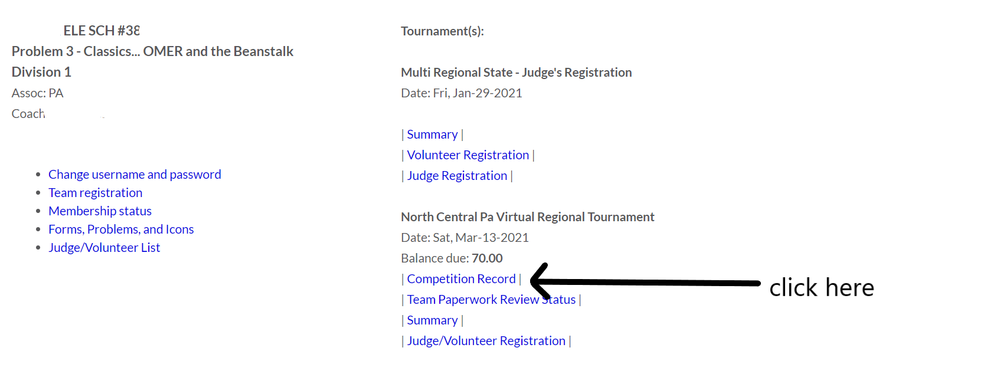 ELE SCH #38
Problem 3 - Classics... OMER and the Beanstalk
Division 1
Assoc: PA
Coach
• Change username and password
• Team registration
• Membership status
• Forms, Problems, and Icons
• Judge/Volunteer List
Tournament(s):
Multi Regional State - Judge's Registration
Date: Fri, Jan-29-2021
| Summary |
| Volunteer Registration |
| Judge Registration |
North Central Pa Virtual Regional Tournament
Date: Sat, Mar-13-2021
Balance due: 70.00
| Competition Record |
| Team Paperwork Review Status |
| Summary |
| Judge/Volunteer Registration |
click here